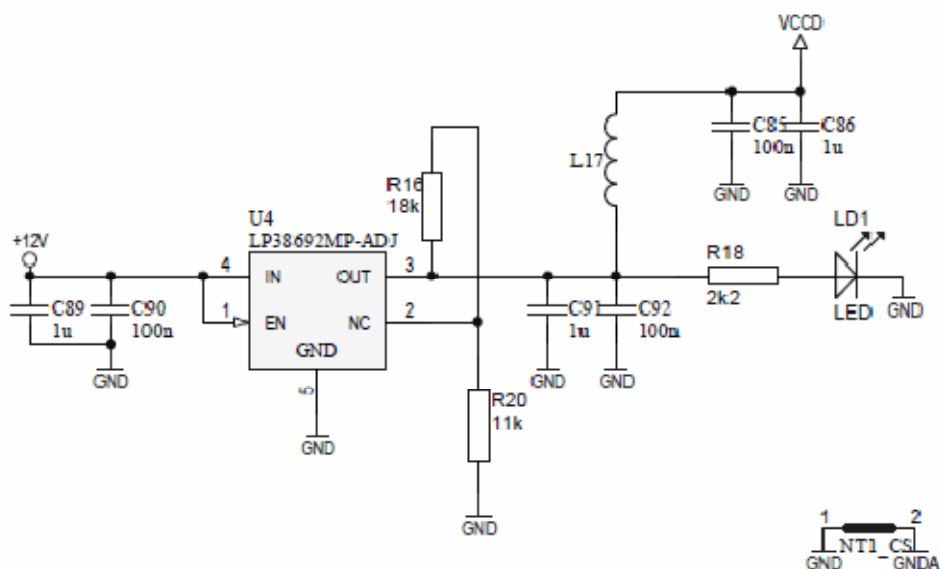 VCCD
C85
100n
C86
1u
L17
GND
GND
R16
18k
U4
LP38692MP-ADJ
+12V
4
IN
OUT
3
1
EN
NC
2
GND
5
C89
1u
C90
100n
GND
GND
R20
11k
GND
C91
1u
C92
100n
GND
GND
R18
2k2
LD1
LED
GND
1
2
GND
NT1_CS
GNDA